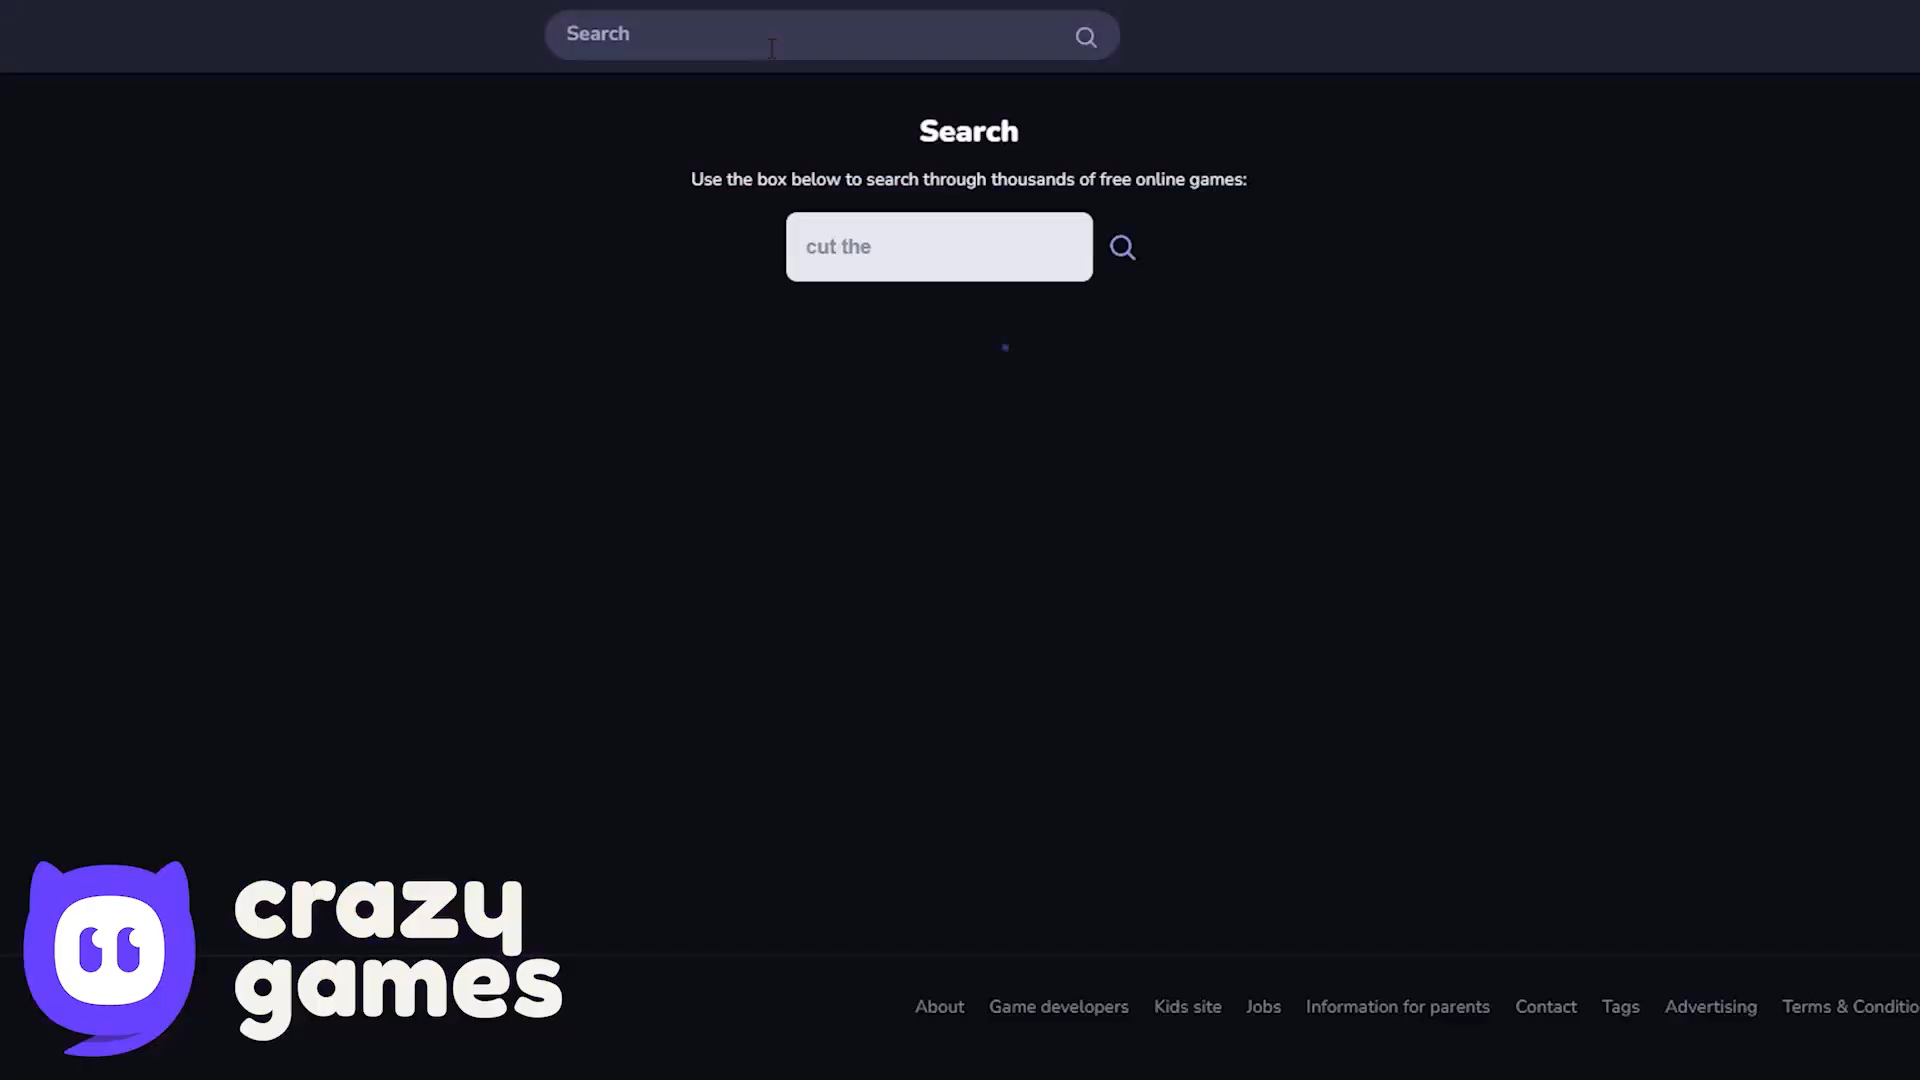 Search
Search
Use the box below to search through thousands of free online games:
cut the
crazy
games
About Game developers Kids site Jobs Information for parents Contact Tags Advertising Terms & Conditio